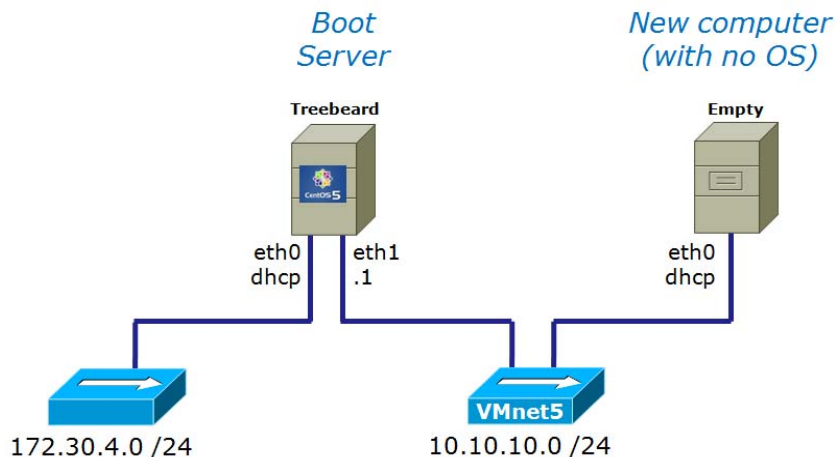 Boot
Server
New computer
(with no OS)
Treebeard
Empty
CentOS 5
eth0
dhcp
eth1
.1
eth0
dhcp
VMnet5
172.30.4.0 /24
10.10.10.0 /24